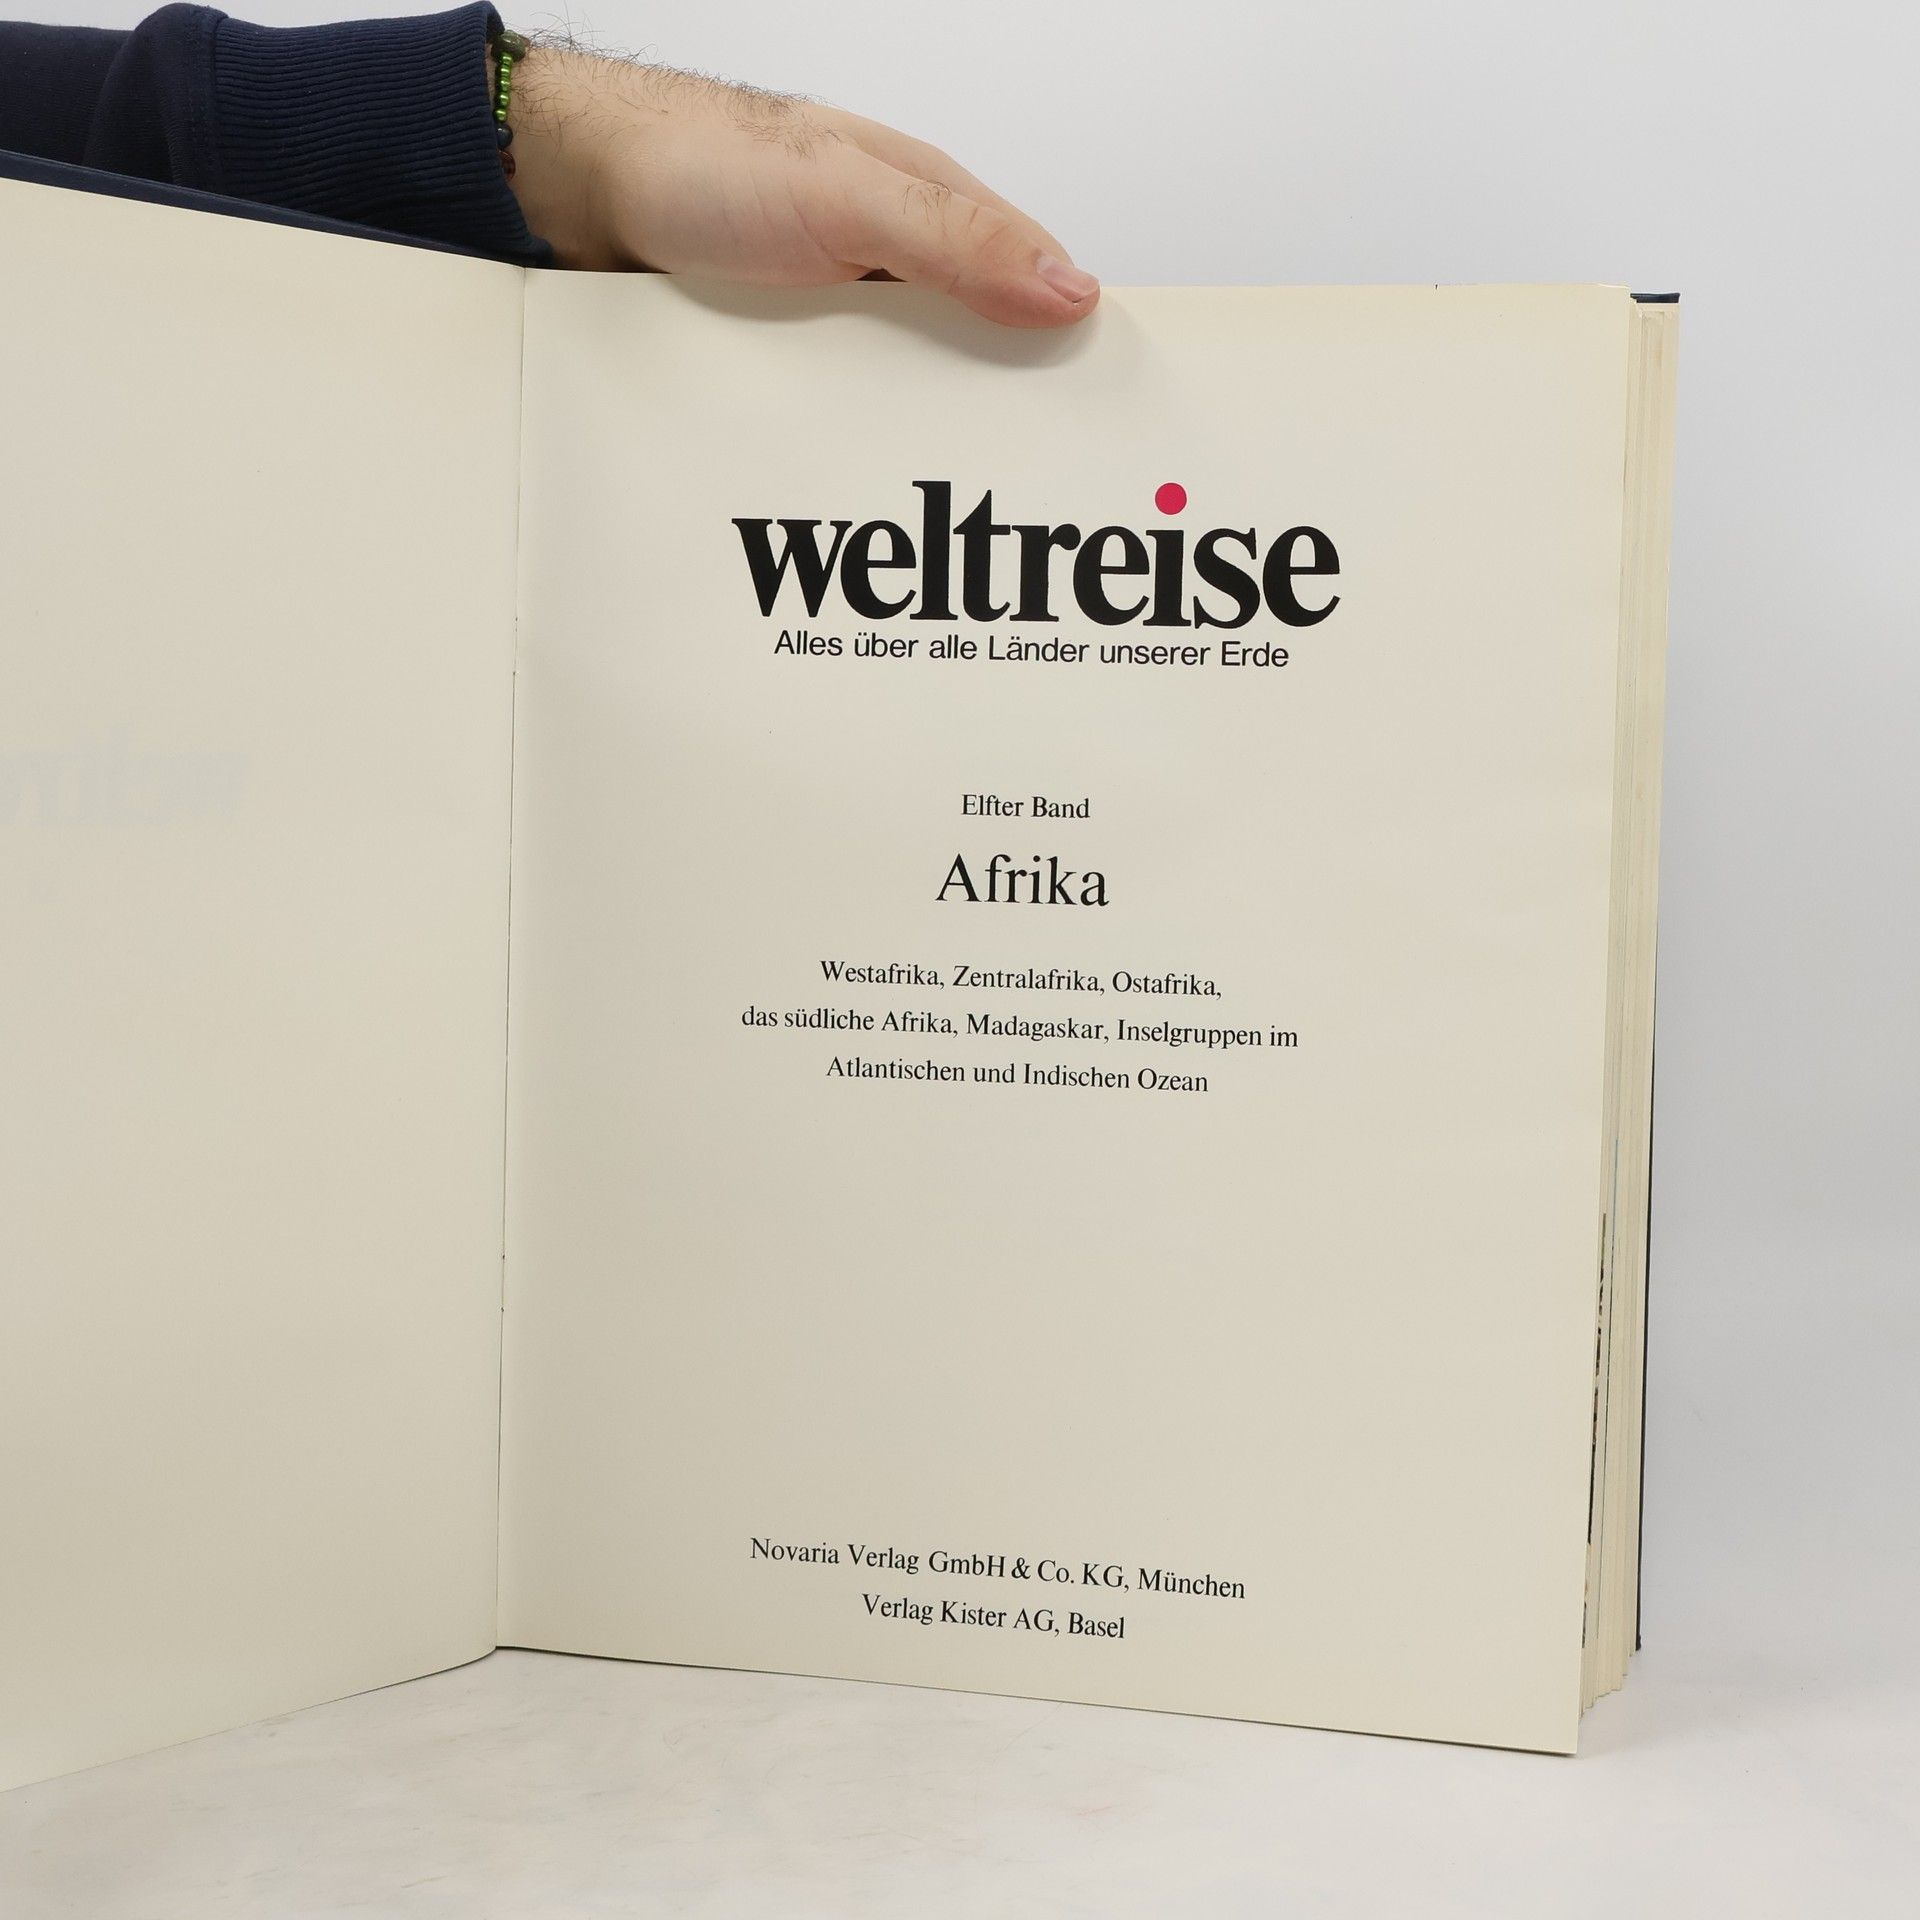 weltreise
Alles über alle Länder unserer Erde
Elfter Band
Afrika
Westafrika, Zentralafrika, Ostafrika,
das südliche Afrika, Madagaskar, Inselgruppen im
Atlantischen und Indischen Ozean
Novaria Verlag GmbH & Co. KG, München
Verlag Kister AG, Basel